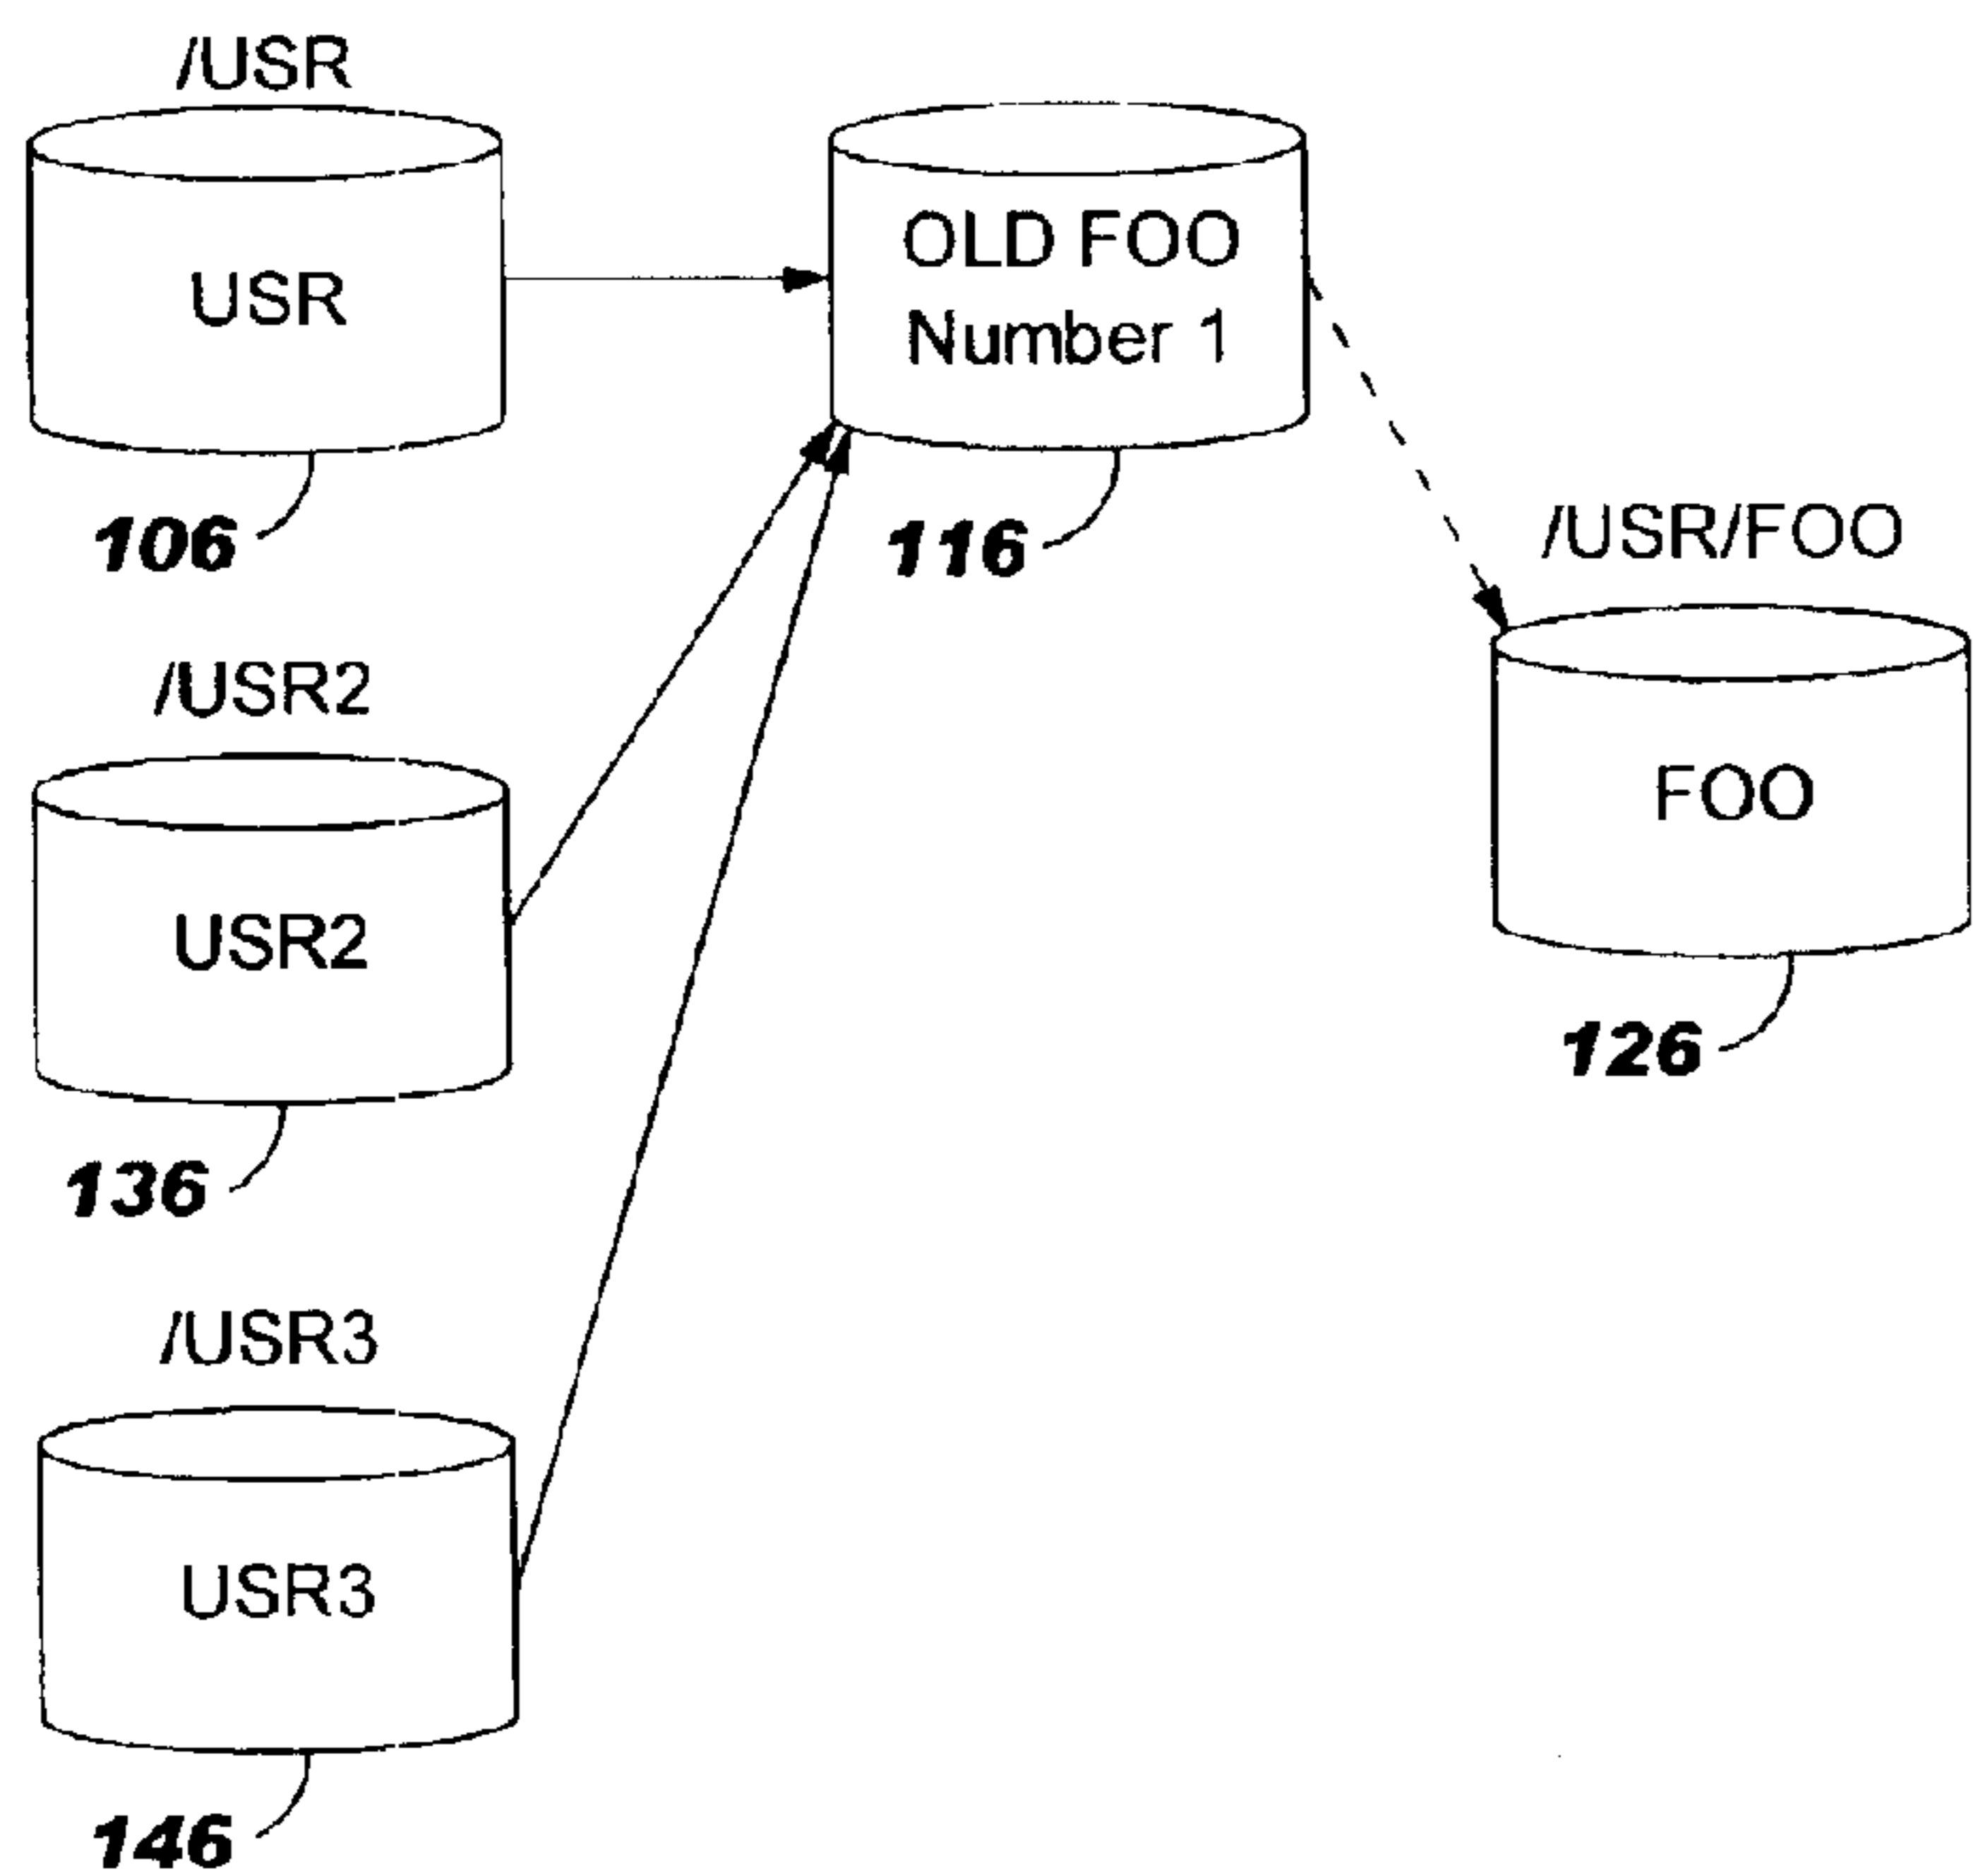 /USR
USR
106
OLD FOO
Number 1
116
/USR/FOO
FOO
126
/USR2
USR2
136
/USR3
USR3
146